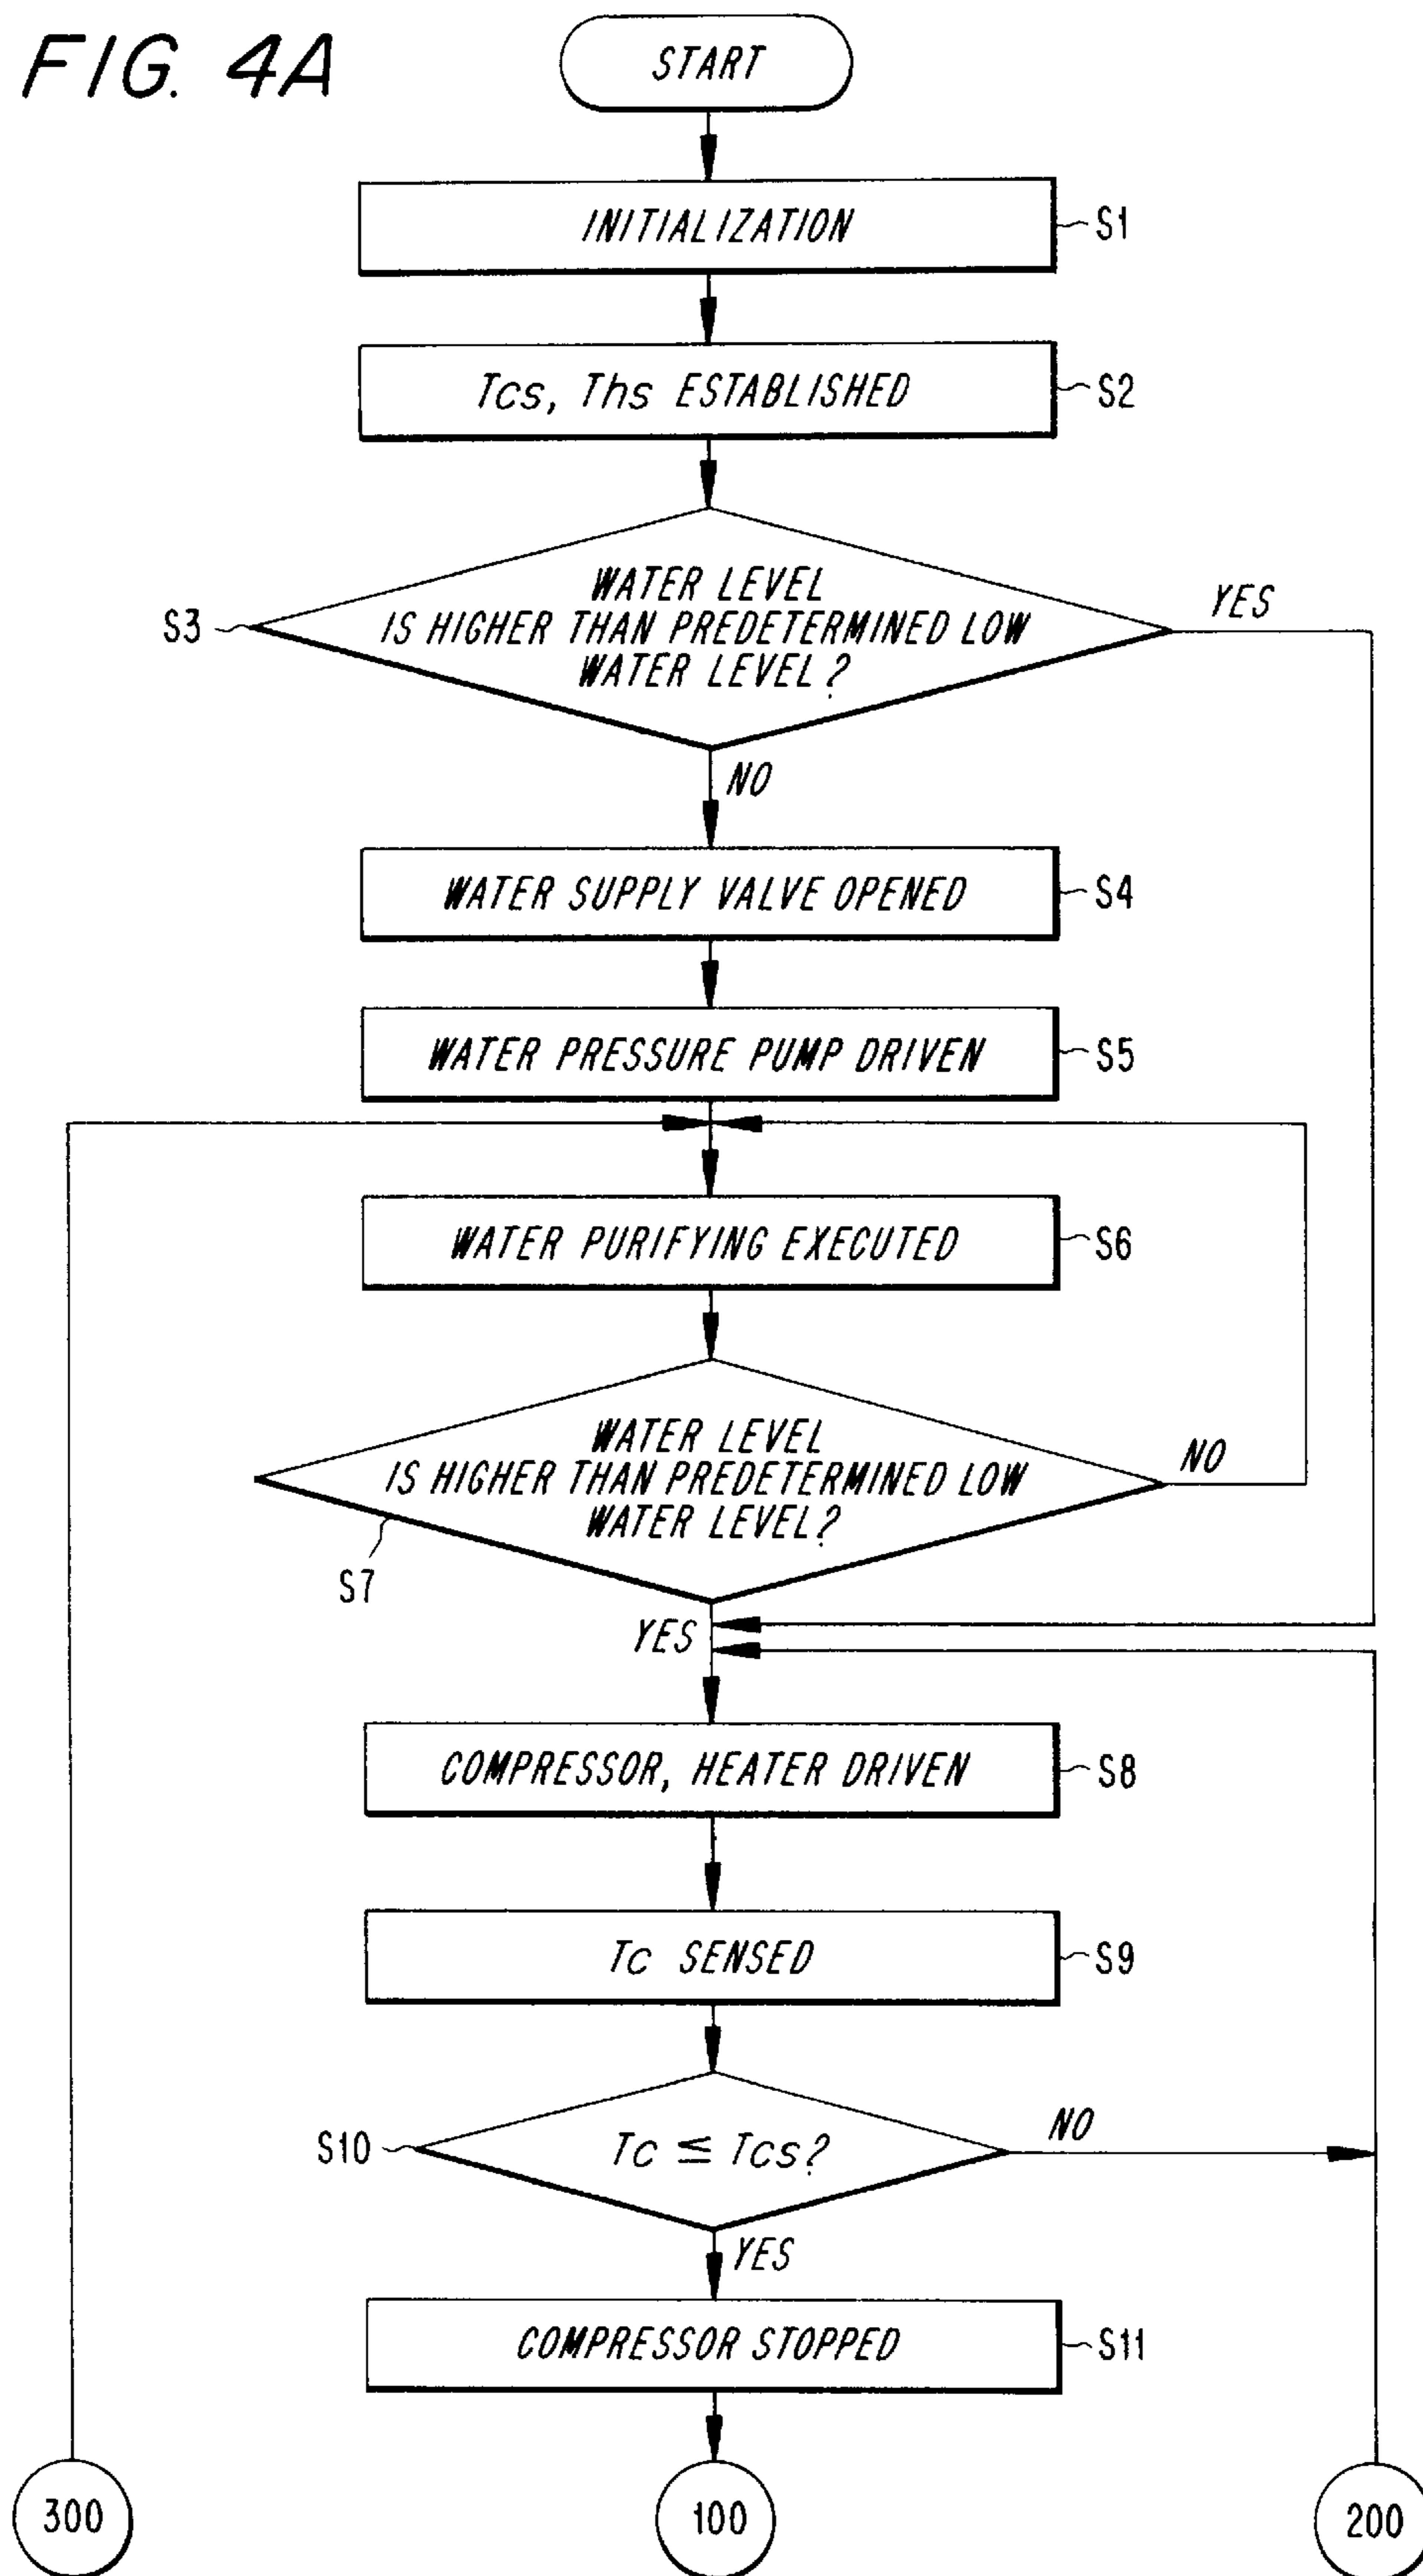 FIG. 4A
START
INITIALIZATION
S1
Tcs, Ths ESTABLISHED
S2
WATER LEVEL
IS HIGHER THAN PREDETERMINED LOW
WATER LEVEL?
S3
YES
NO
WATER SUPPLY VALVE OPENED
S4
WATER PRESSURE PUMP DRIVEN
S5
WATER PURIFYING EXECUTED
S6
WATER LEVEL
IS HIGHER THAN PREDETERMINED LOW
WATER LEVEL?
NO
S7
YES
COMPRESSOR, HEATER DRIVEN
S8
Tc SENSED
S9
S10
Tc ≦ Tcs?
NO
YES
COMPRESSOR STOPPED
S11
300
100
200